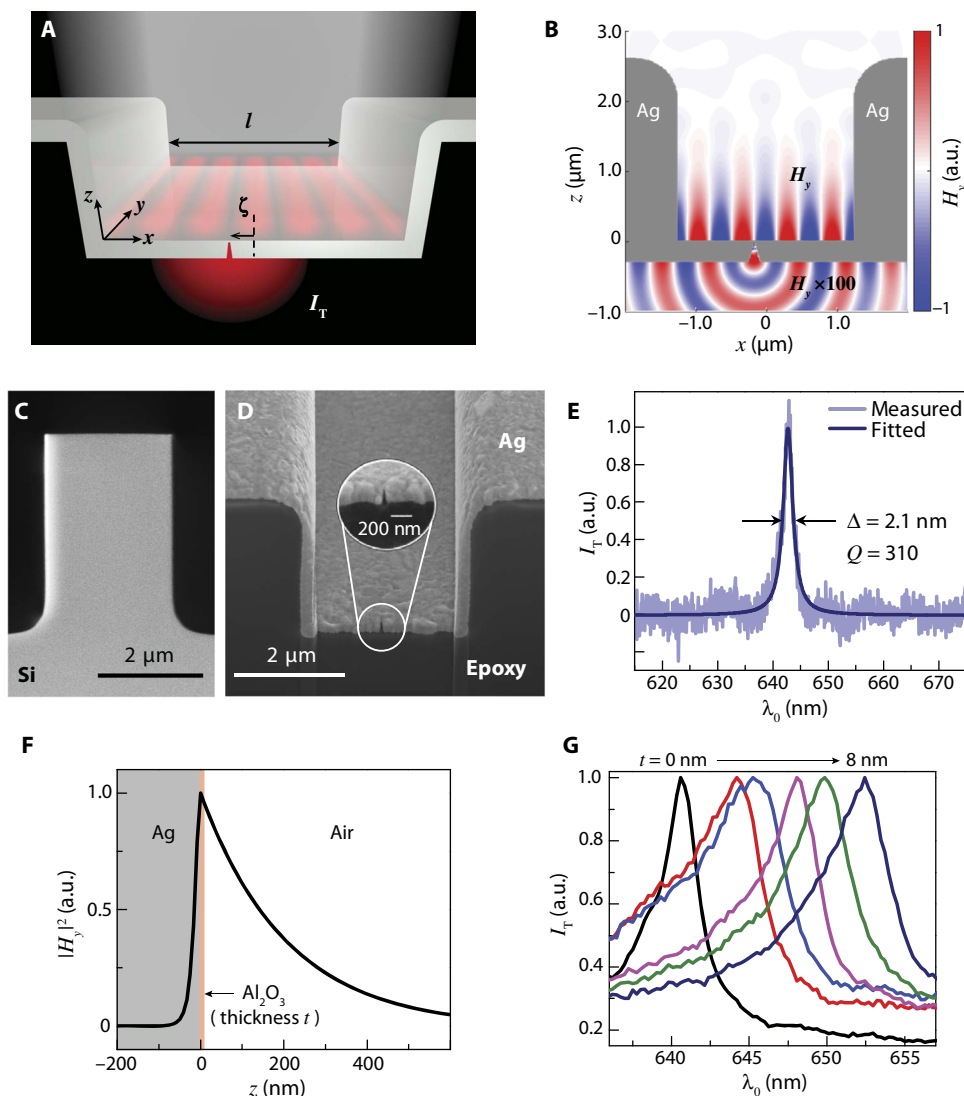 A
l
ζ
z
y
x
I_T
B
3.0
2.0
1.0
0
−1.0
z (μm)
Ag
Ag
H_y
H_y ×100
−1.0
0
1.0
x (μm)
1
−1
H_y (a.u.)
C
Si
2 μm
D
Ag
200 nm
2 μm
Epoxy
E
Measured
Fitted
Δ = 2.1 nm
Q = 310
1.0
0.8
0.6
0.4
0.2
0
I_T (a.u.)
620 630 640 650 660 670
λ_0 (nm)
F
1.0
0.5
0
|H_y|^2 (a.u.)
Ag
Air
Al_2O_3
( thickness t )
−200 0 200 400
z (nm)
G
t = 0 nm
8 nm
1.0
0.8
0.6
0.4
0.2
I_T (a.u.)
640 645 650 655
λ_0 (nm)